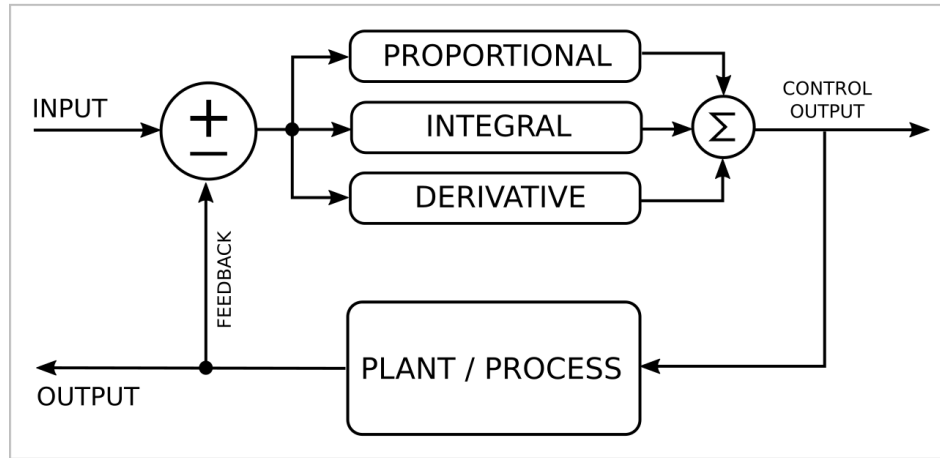 PROPORTIONAL
INPUT
+
−
INTEGRAL
Σ
CONTROL
OUTPUT
DERIVATIVE
FEEDBACK
PLANT / PROCESS
OUTPUT